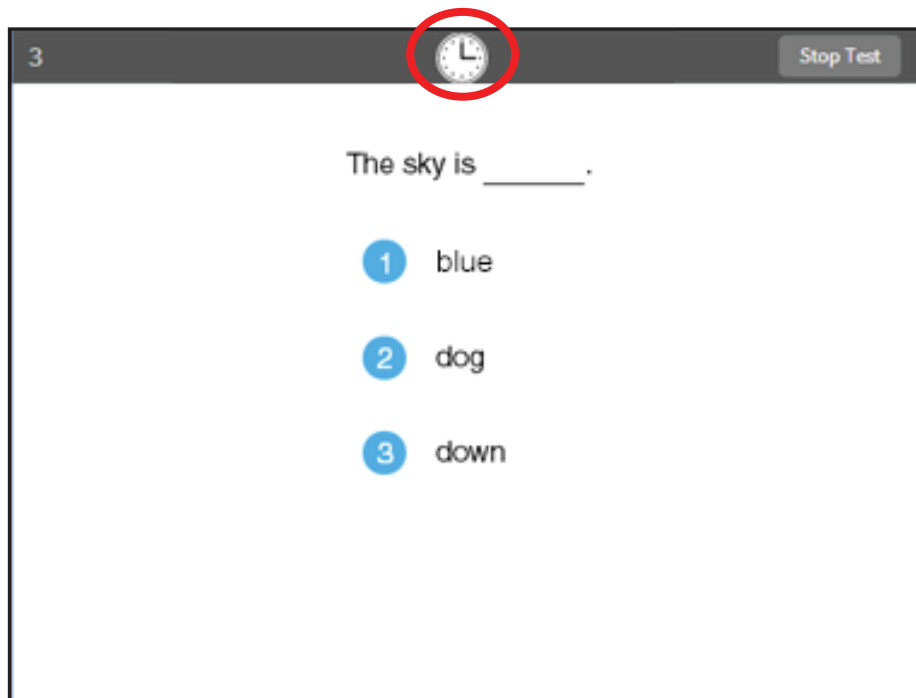 3
Stop Test
The sky is ______.
1 blue
2 dog
3 down